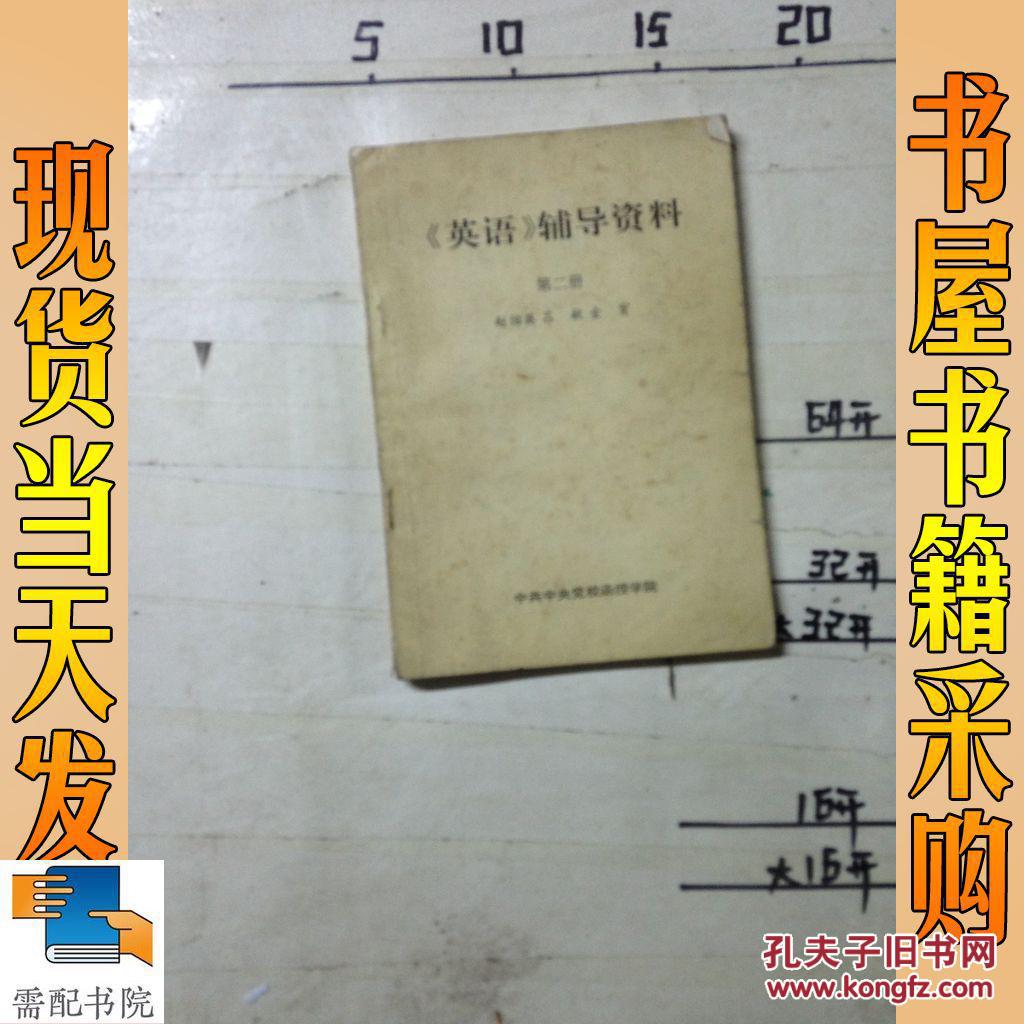 5 10 15 20
现货当天发
书屋书籍采购
《英语》辅导资料
第二册
64开
32开
大32开
中共中央党校函授学院
16开
大16开
需配书院
孔夫子旧书网
www.kongfz.com